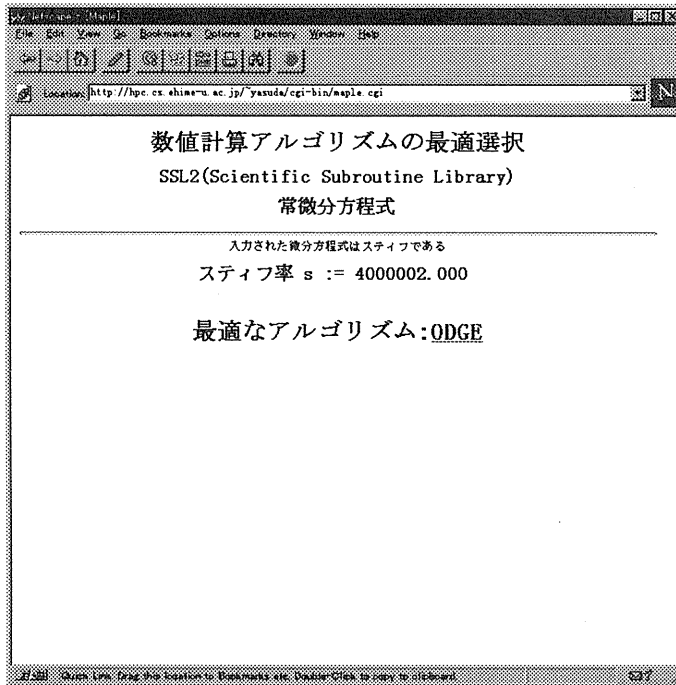 Netscape - [Maple]
File Edit View Go Bookmarks Options Directory Window Help
Location: http://hpc.cs.ehime-u.ac.jp/~yasuda/cgi-bin/maple.cgi
N
数値計算アルゴリズムの最適選択
SSL2(Scientific Subroutine Library)
常微分方程式
入力された微分方程式はスティフである
スティフ率 s := 4000002.000
最適なアルゴリズム:ODGE
Quick Link. Drag this location to Bookmarks etc. Double-Click to copy to clipboard.